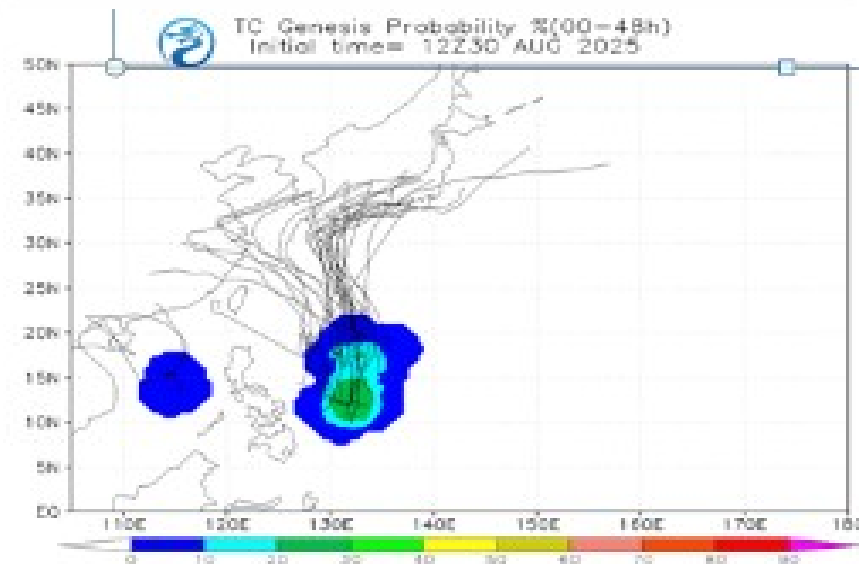 TC Genesis Probability %(00-48h)
Initial time= 12Z30 AUG 2025
50N
45N
40N
35N
30N
25N
20N
15N
10N
5N
EQ
110E 120E 130E 140E 150E 160E 170E 180
0 10 20 30 40 50 60 70 80 90